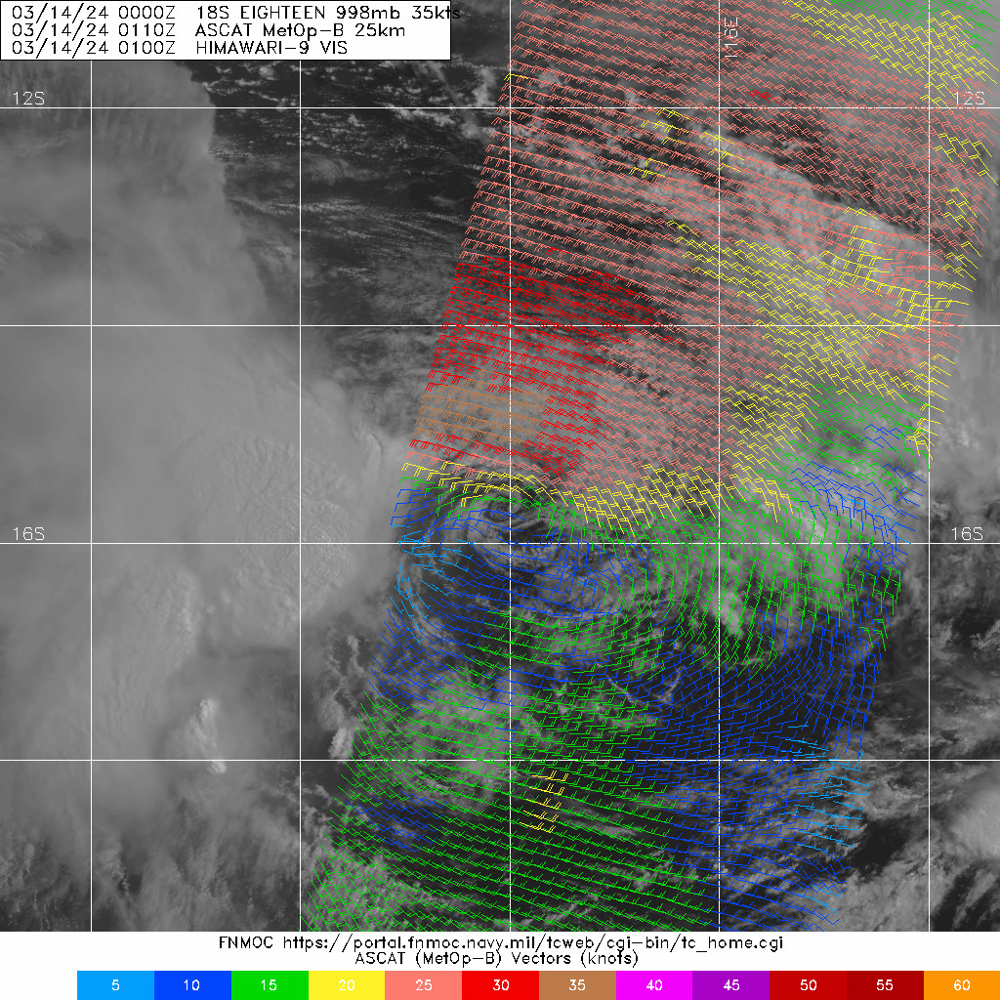 03/14/24 0000Z 18S EIGHTEEN 998mb 35kts
03/14/24 0110Z ASCAT MetOp-B 25km
03/14/24 0100Z HIMAWARI-9 VIS
118E
12S 12S
16S 16S
FNMOC https://portal.fnmoc.navy.mil/tcweb/cgi-bin/tc_home.cgi
ASCAT (MetOp-B) Vectors (knots)
5 10 15 20 25 30 35 40 45 50 55 60